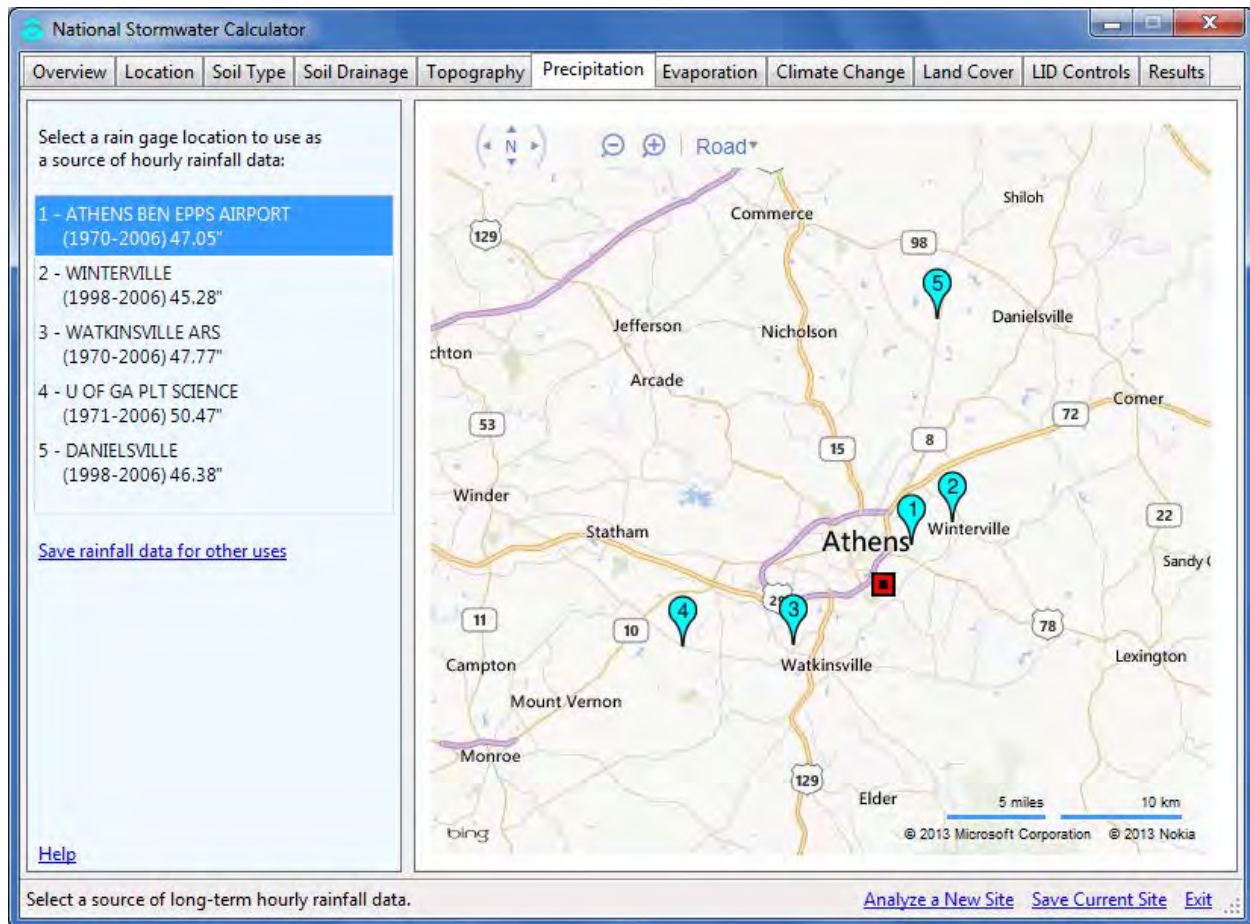 National Stormwater Calculator
Overview Location Soil Type Soil Drainage Topography Precipitation Evaporation Climate Change Land Cover LID Controls Results
Select a rain gage location to use as
a source of hourly rainfall data:
1 - ATHENS BEN EPPS AIRPORT
(1970-2006) 47.05"
2 - WINTERVILLE
(1998-2006) 45.28"
3 - WATKINSVILLE ARS
(1970-2006) 47.77"
4 - U OF GA PLT SCIENCE
(1971-2006) 50.47"
5 - DANIELSVILLE
(1998-2006) 46.38"
Save rainfall data for other uses
Help
N Road
Shiloh
Commerce
129
98
5
Danielsville
Jefferson
Nicholson
chton
Arcade
Comer
72
53
8
15
Winder
2
1
Winterville
22
Statham
Athens
Sandy
3
4
11
10
78
Campton
Watkinsville
Lexington
Mount Vernon
Monroe
129
Elder
5 miles 10 km
bing
© 2013 Microsoft Corporation © 2013 Nokia
Select a source of long-term hourly rainfall data.
Analyze a New Site Save Current Site Exit